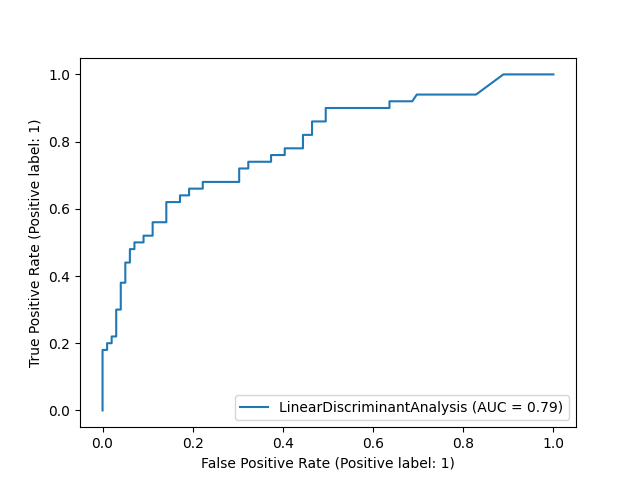 1.0
0.8
0.6
0.4
0.2
0.0
True Positive Rate (Positive label: 1)
LinearDiscriminantAnalysis (AUC = 0.79)
0.0 0.2 0.4 0.6 0.8 1.0
False Positive Rate (Positive label: 1)